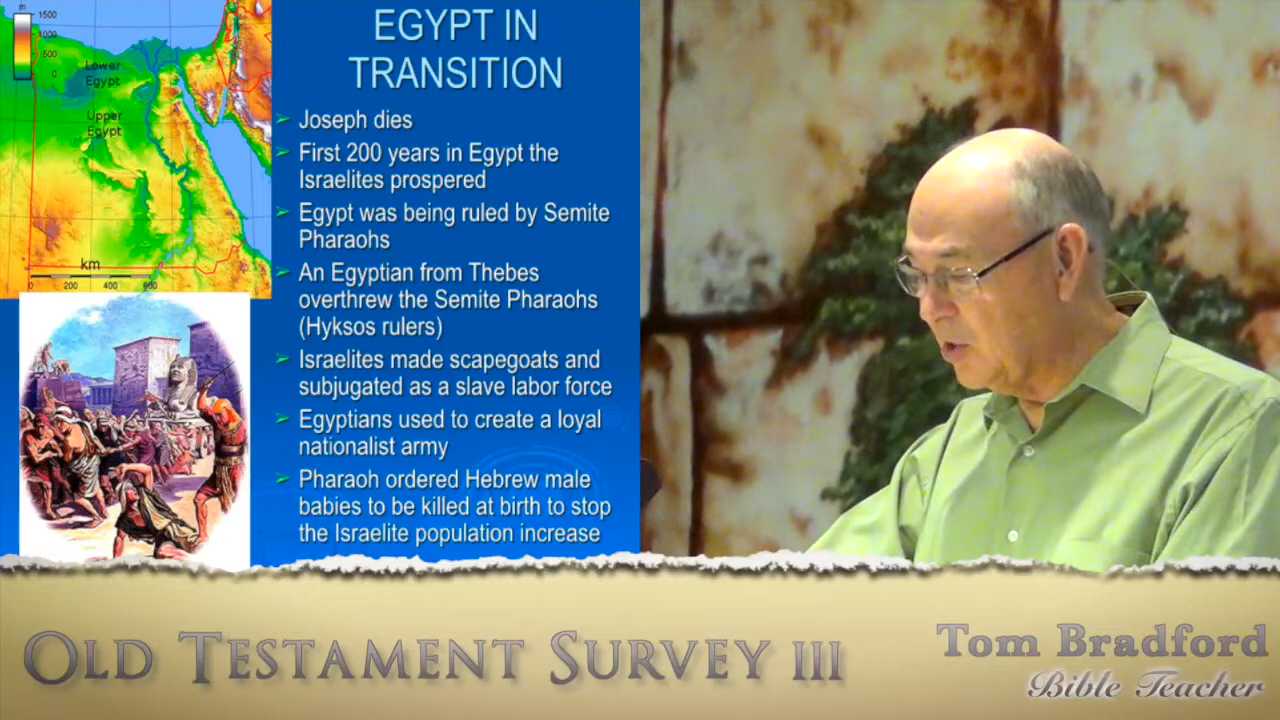 m
1500
1000
500
0
Lower
Egypt
Upper
Egypt
km
0 200 400 600
EGYPT IN
TRANSITION
➢ Joseph dies
➢ First 200 years in Egypt the
Israelites prospered
➢ Egypt was being ruled by Semite
Pharaohs
➢ An Egyptian from Thebes
overthrew the Semite Pharaohs
(Hyksos rulers)
➢ Israelites made scapegoats and
subjugated as a slave labor force
➢ Egyptians used to create a loyal
nationalist army
➢ Pharaoh ordered Hebrew male
babies to be killed at birth to stop
the Israelite population increase
OLD TESTAMENT SURVEY III
Tom Bradford
Bible Teacher